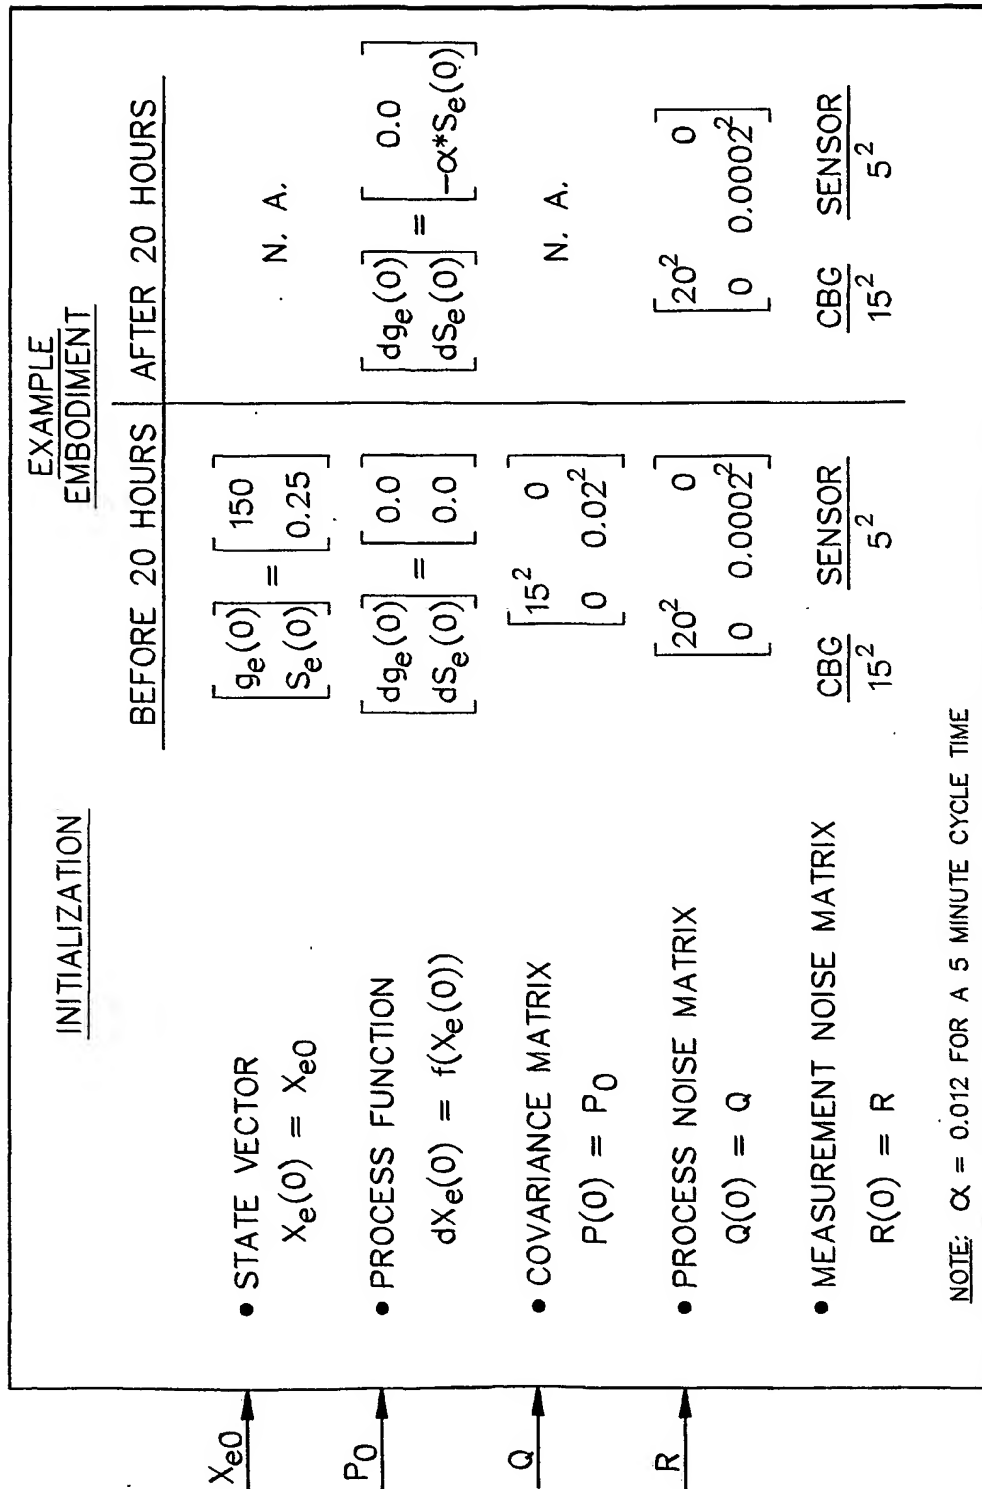 EXAMPLE
EMBODIMENT
INITIALIZATION
BEFORE 20 HOURS AFTER 20 HOURS
X_e0
• STATE VECTOR
X_e(0) = X_e0
[g_e(0) S_e(0)] = [150 0.25]
N. A.
P_0
• PROCESS FUNCTION
dX_e(0) = f(X_e(0))
[dg_e(0) dS_e(0)] = [0.0 0.0]
[dg_e(0) dS_e(0)] = [0.0 -α*S_e(0)]
Q
• COVARIANCE MATRIX
P(0) = P_0
[15² 0
0 0.02²]
N. A.
R
• PROCESS NOISE MATRIX
Q(0) = Q
[20² 0
0 0.0002²]
[20² 0
0 0.0002²]
• MEASUREMENT NOISE MATRIX
R(0) = R
CBG SENSOR
15² 5²
CBG SENSOR
15² 5²
NOTE: α = 0.012 FOR A 5 MINUTE CYCLE TIME